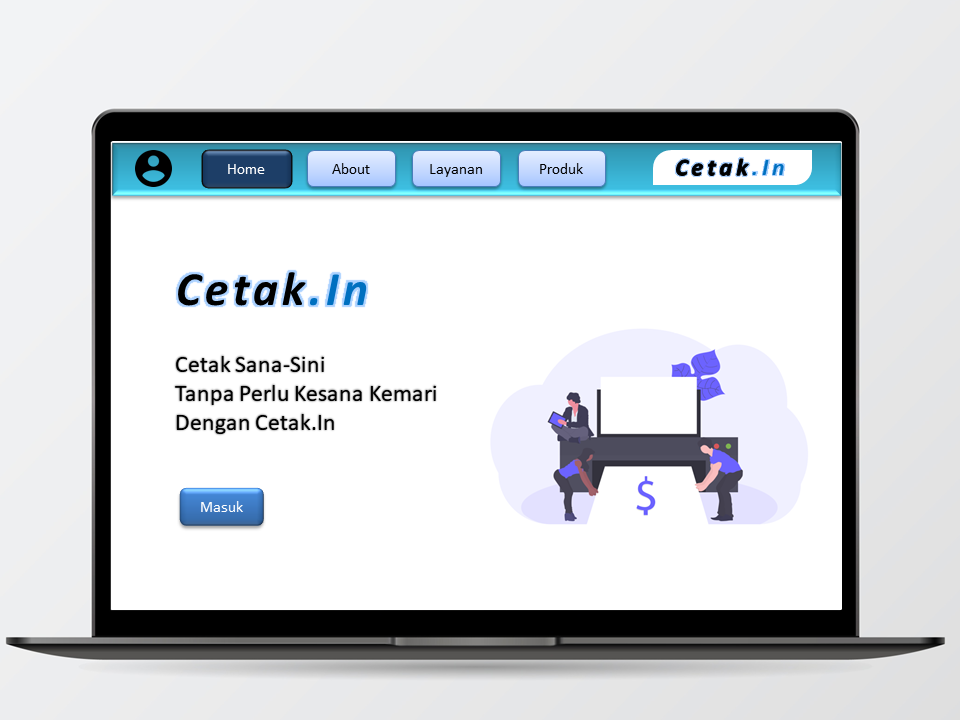 Home
About
Layanan
Produk
Cetak.In
Cetak.In
Cetak Sana-Sini
Tanpa Perlu Kesana Kemari
Dengan Cetak.In
Masuk
$